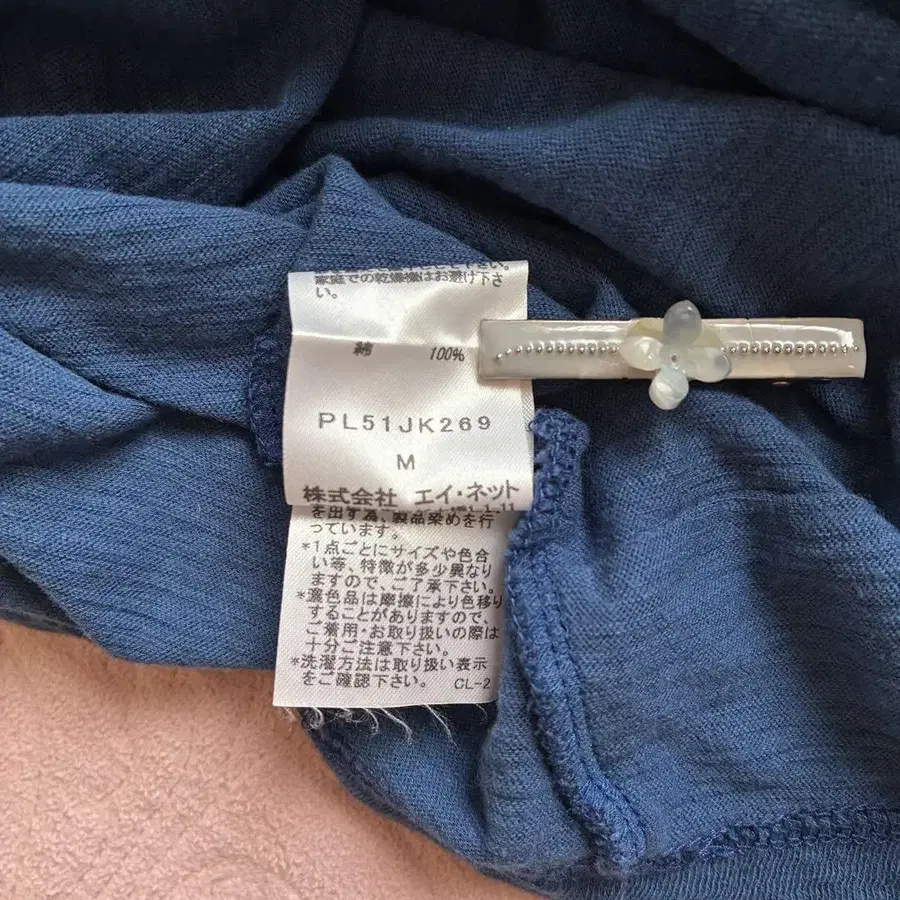 家庭での乾燥機はお避け下さ
い。
綿 100%
PL51JK269
M
株式会社 エイ・ネット
を出す為、製品染めを行
っています。
*1点ごとにサイズや色合
い等、特徴が多少異なり
ますので、ご了承下さい。
*濃色品は摩擦により色移り
することがありますので、
ご着用・お取り扱いの際は
十分ご注意下さい。
*洗濯方法は取り扱い表示
をご確認下さい。 CL-2